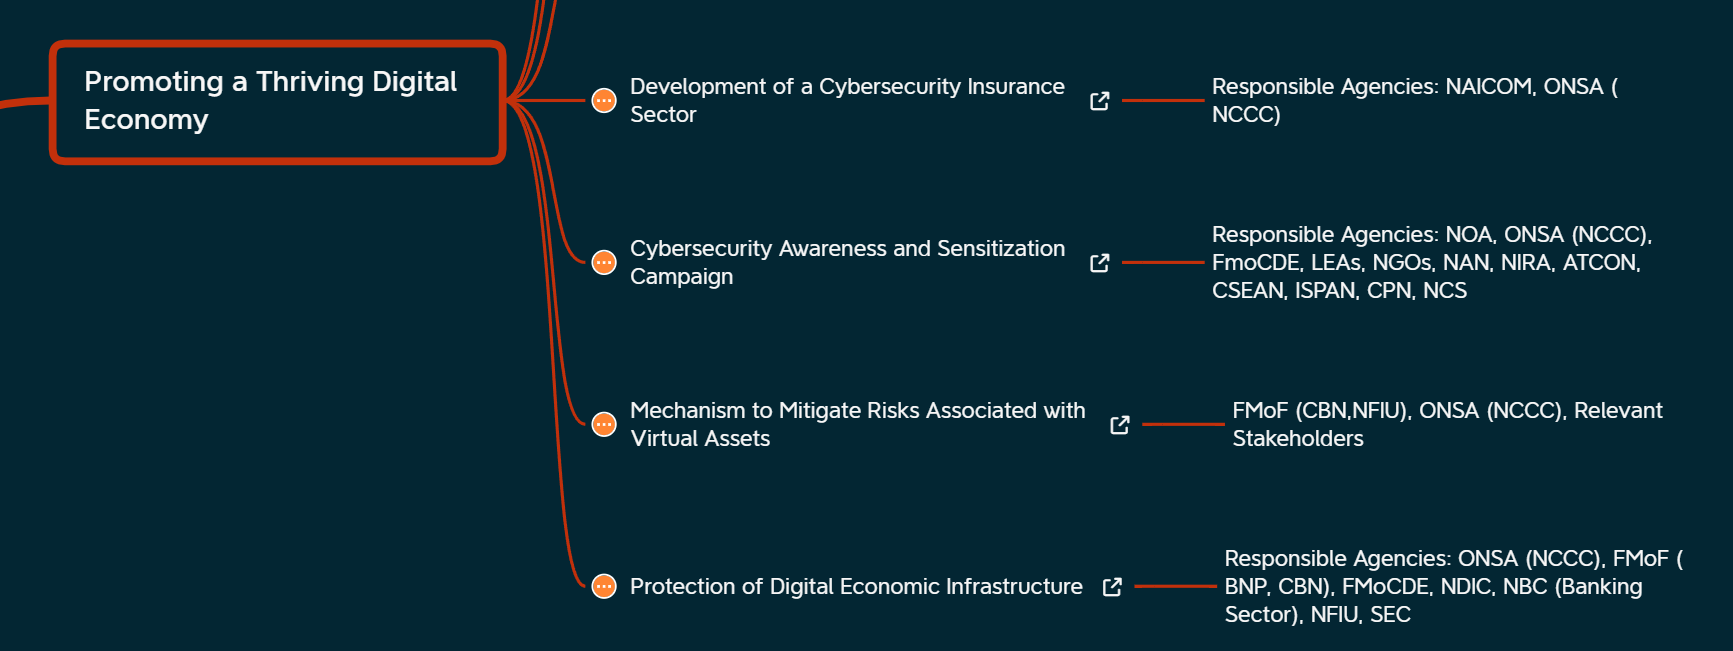 Promoting a Thriving Digital
Economy
Development of a Cybersecurity Insurance
Sector
Responsible Agencies: NAICOM, ONSA (
NCCC)
Cybersecurity Awareness and Sensitization
Campaign
Responsible Agencies: NOA, ONSA (NCCC),
FmoCDE, LEAs, NGOs, NAN, NIRA, ATCON,
CSEAN, ISPAN, CPN, NCS
Mechanism to Mitigate Risks Associated with
Virtual Assets
FMoF (CBN,NFIU), ONSA (NCCC), Relevant
Stakeholders
Protection of Digital Economic Infrastructure
Responsible Agencies: ONSA (NCCC), FMoF (
BNP, CBN), FMoCDE, NDIC, NBC (Banking
Sector), NFIU, SEC